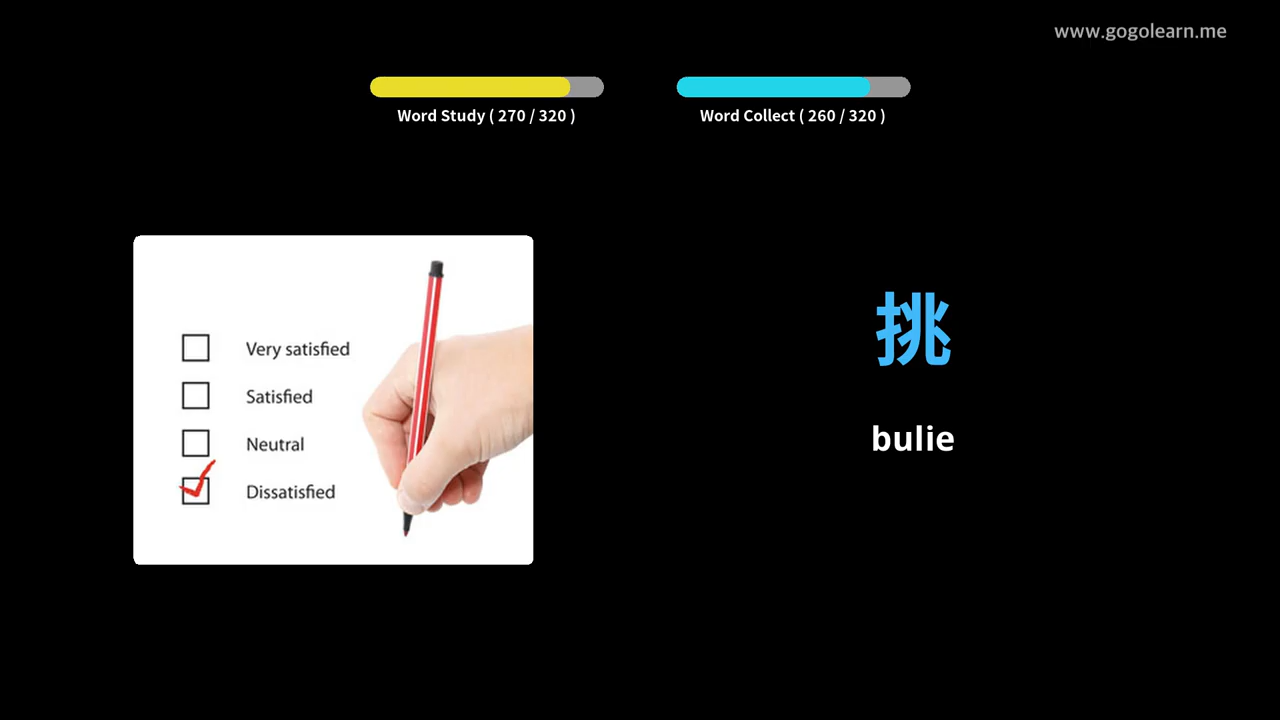 www.gogolearn.me
Word Study ( 270 / 320 )
Word Collect ( 260 / 320 )
Very satisfied
Satisfied
Neutral
Dissatisfied
挑
bulie